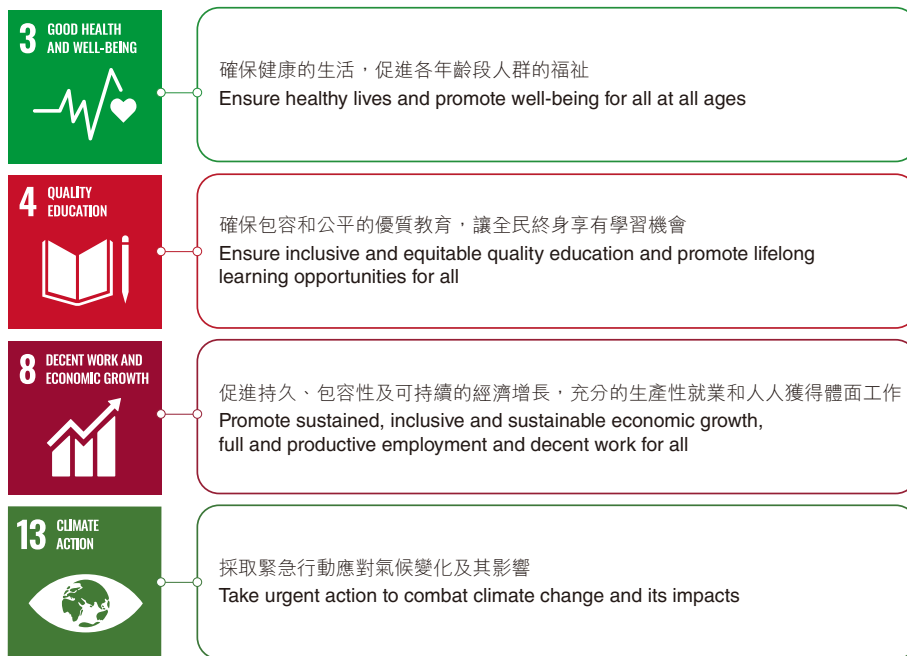 3 GOOD HEALTH
AND WELL-BEING
確保健康的生活，促進各年齡段人群的福祉
Ensure healthy lives and promote well-being for all at all ages
4 QUALITY
EDUCATION
確保包容和公平的優質教育，讓全民終身享有學習機會
Ensure inclusive and equitable quality education and promote lifelong
learning opportunities for all
8 DECENT WORK AND
ECONOMIC GROWTH
促進持久、包容性及可持續的經濟增長，充分的生產性就業和人人獲得體面工作
Promote sustained, inclusive and sustainable economic growth,
full and productive employment and decent work for all
13 CLIMATE
ACTION
採取緊急行動應對氣候變化及其影響
Take urgent action to combat climate change and its impacts